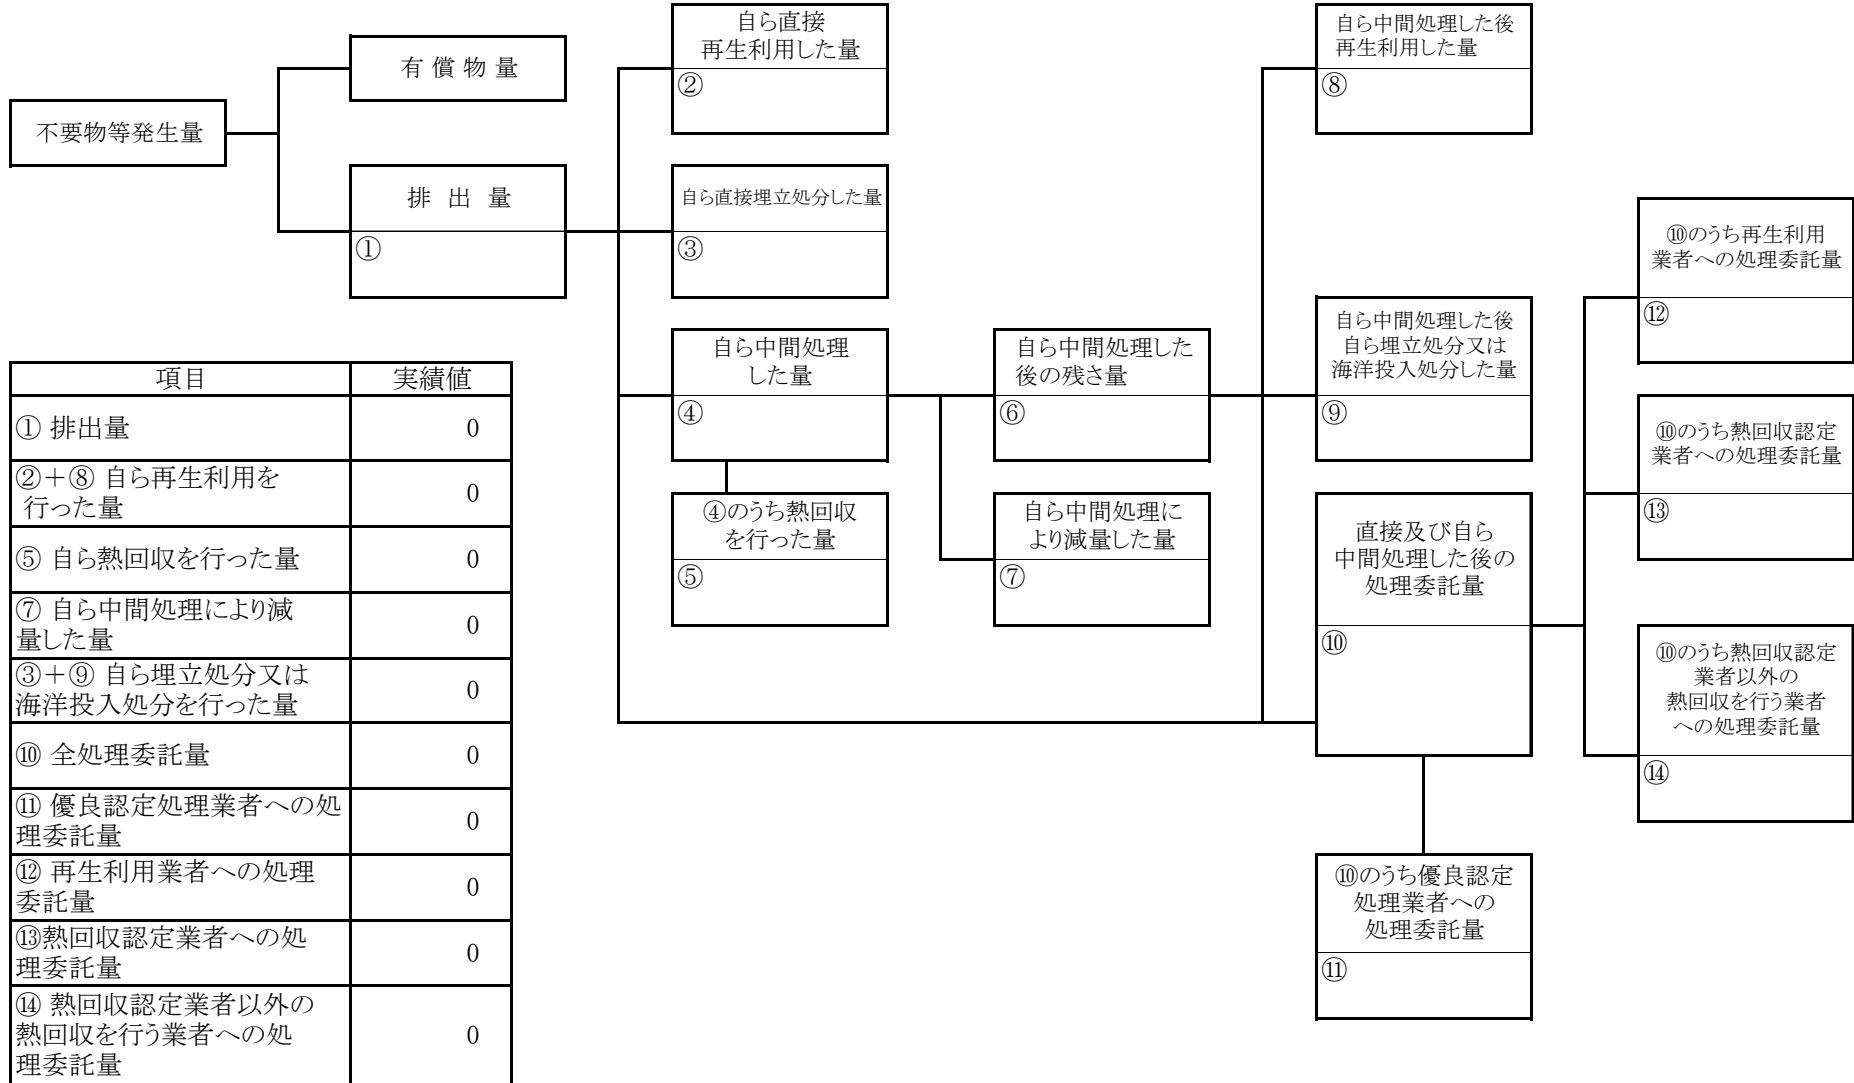 不要物等発生量
有 償 物 量
排 出 量
①
自ら直接
再生利用した量
②
自ら直接埋立処分した量
③
自ら中間処理
した量
④
④のうち熱回収
を行った量
⑤
自ら中間処理した
後の残さ量
⑥
自ら中間処理に
より減量した量
⑦
自ら中間処理した後
再生利用した量
⑧
自ら中間処理した後
自ら埋立処分又は
海洋投入処分した量
⑨
直接及び自ら
中間処理した後の
処理委託量
⑩
⑩のうち優良認定
処理業者への
処理委託量
⑪
⑩のうち再生利用
業者への処理委託量
⑫
⑩のうち熱回収認定
業者への処理委託量
⑬
⑩のうち熱回収認定
業者以外の
熱回収を行う業者
への処理委託量
⑭
項目 実績値
① 排出量 0
②+⑧ 自ら再生利用を
行った量 0
⑤ 自ら熱回収を行った量 0
⑦ 自ら中間処理により減
量した量 0
③+⑨ 自ら埋立処分又は
海洋投入処分を行った量 0
⑩ 全処理委託量 0
⑪ 優良認定処理業者への処
理委託量 0
⑫ 再生利用業者への処理
委託量 0
⑬熱回収認定業者への処
理委託量 0
⑭ 熱回収認定業者以外の
熱回収を行う業者への処
理委託量 0